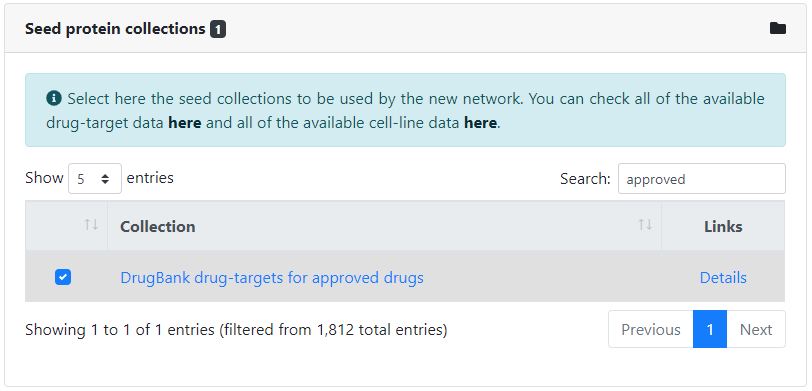 Seed protein collections 1
Select here the seed collections to be used by the new network. You can check all of the available
drug-target data here and all of the available cell-line data here.
Show 5 entries Search: approved
Collection Links
DrugBank drug-targets for approved drugs Details
Showing 1 to 1 of 1 entries (filtered from 1,812 total entries) Previous 1 Next